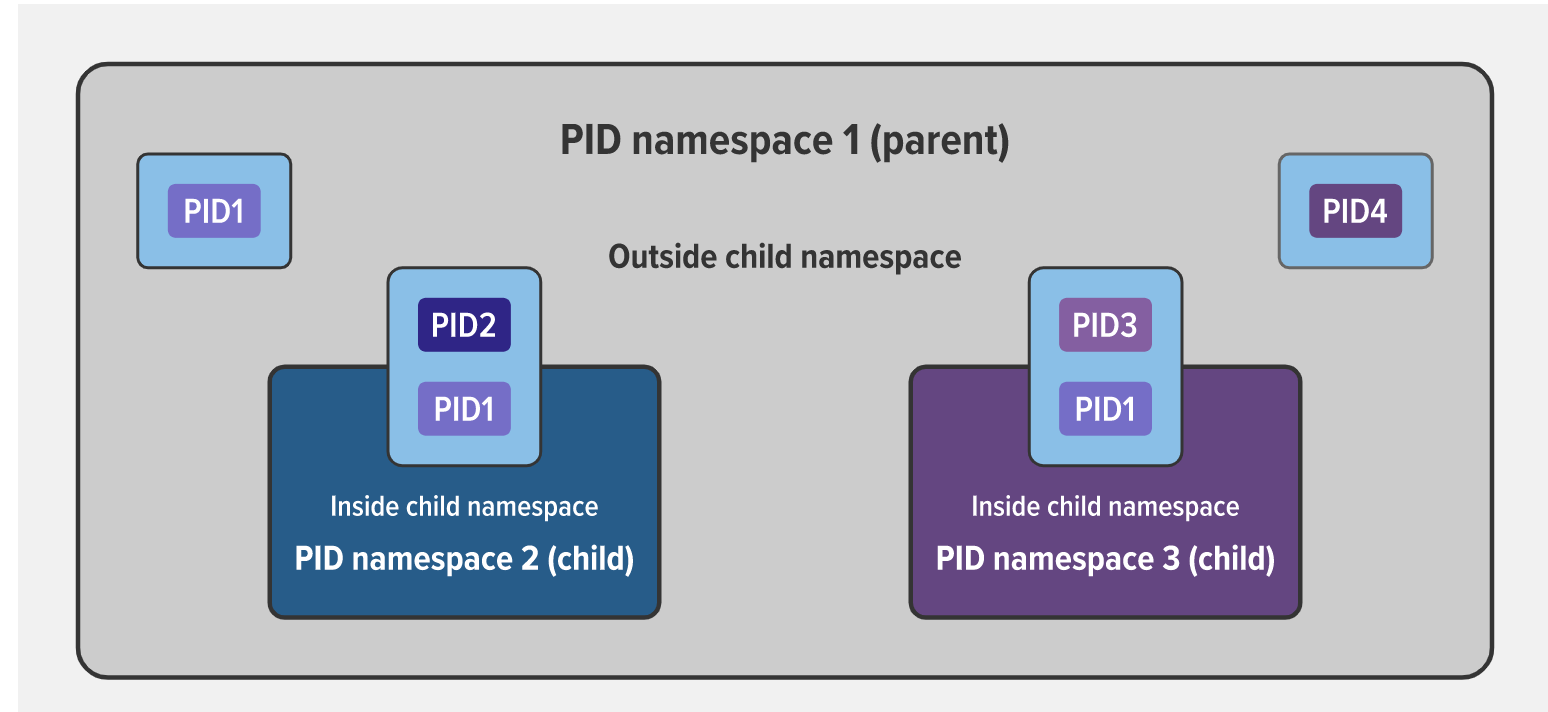 PID namespace 1 (parent)
PID1
PID4
Outside child namespace
PID2
PID1
Inside child namespace
PID namespace 2 (child)
PID3
PID1
Inside child namespace
PID namespace 3 (child)